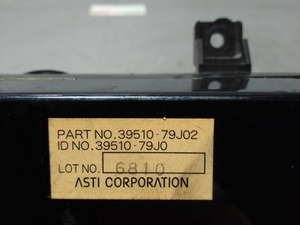 PART NO.39510-79J02
ID NO.39510-79J0
LOT NO. 6810
ASTI CORPORATION